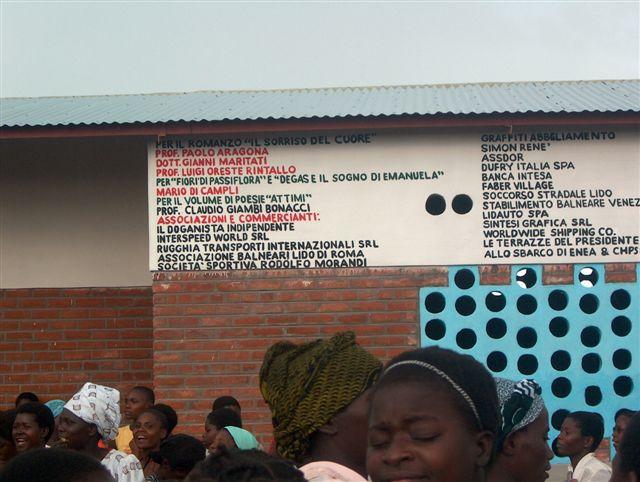 PER IL ROMANZO "IL SORRISO DEL CUORE"
PROF. PAOLO ARAGONA
DOTT. GIANNI MARITATI
PROF. LUIGI ORESTE RINTALLO
PER "FIORI DI PASSIFLORA" E "DEGAS E IL SOGNO DI EMANUELA"
MARIO DI CAMPLI
PER IL VOLUME DI POESIE "ATTIMI"
PROF. CLAUDIO GIAMBI BONACCI
ASSOCIAZIONI E COMMERCIANTI:
IL DOGANISTA INDIPENDENTE
INTERSPEED WORLD SRL
RUGGHIA TRANSPORTI INTERNAZIONALI SRL
ASSOCIAZIONE BALNEARI LIDO DI ROMA
SOCIETA' SPORTIVA RODOLFO MORANDI
GRAFFITI ABBGLIAMENTO
SIMON RENE'
ASSDOR
DUFRY ITALIA SPA
BANCA INTESA
FABER VILLAGE
SOCCORSO STRADALE LIDO
STABILIMENTO BALNEARE VENEZ
LIDAUTO SPA
SINTESI GRAFICA SRL
WORLDWIDE SHIPPING CO.
LE TERRAZZE DEL PRESIDENTE
ALLO SBARCO DI ENEA & CHPS